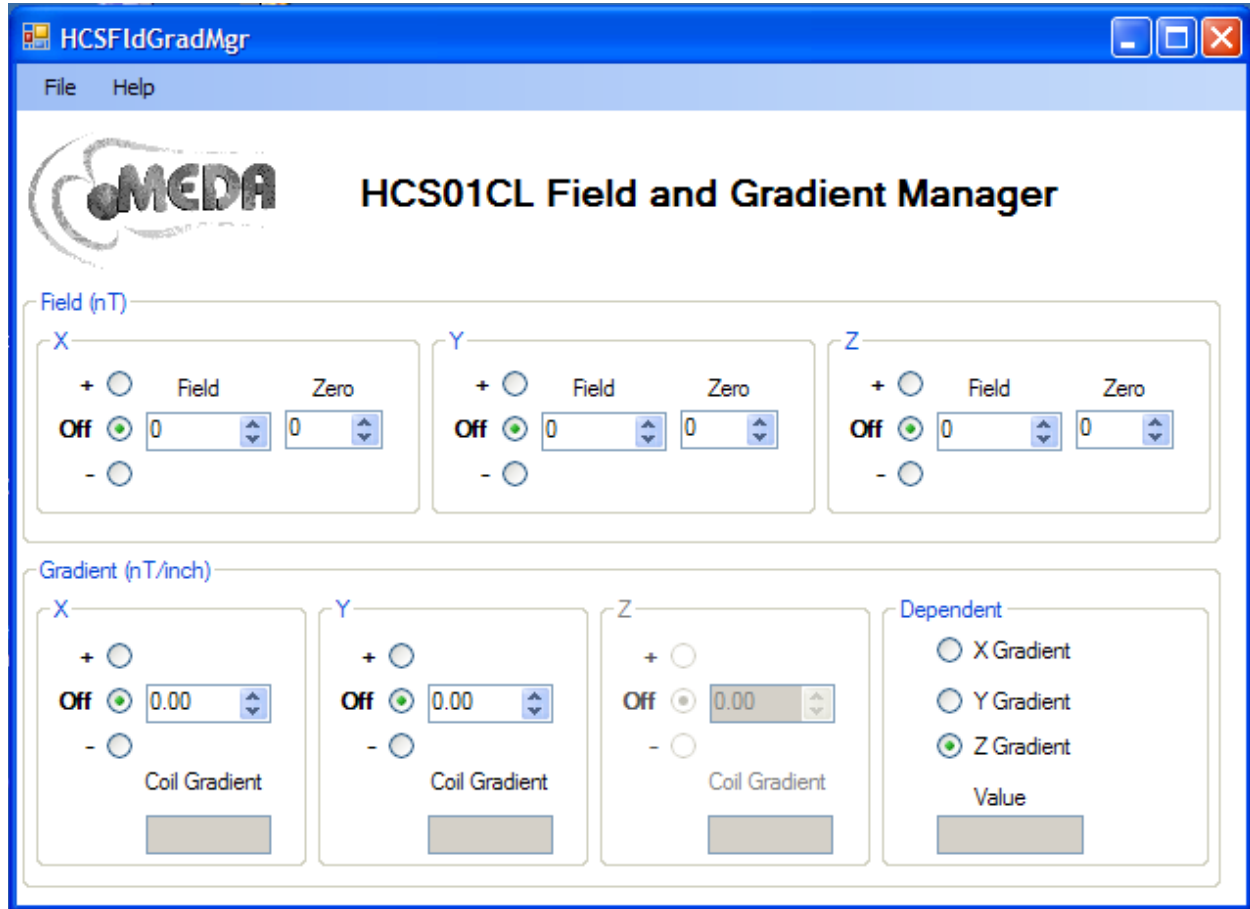 HCSFldGradMgr
File Help
MEDA
HCS01CL Field and Gradient Manager
Field (nT)
X Y Z
+ Field Zero + Field Zero + Field Zero
Off 0 0 Off 0 0 Off 0 0
- - -
Gradient (nT/inch)
X Y Z Dependent
+ + + X Gradient
Off 0.00 Off 0.00 Off 0.00 Y Gradient
- - - Z Gradient
Coil Gradient Coil Gradient Coil Gradient Value